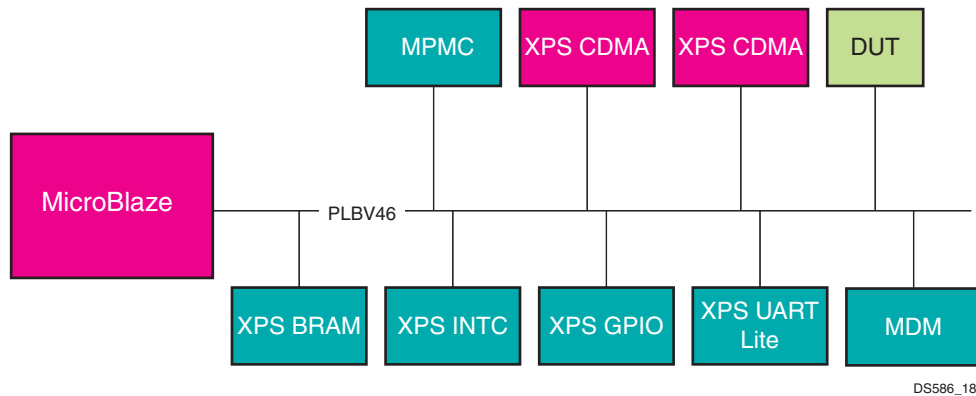 MPMC
XPS CDMA
XPS CDMA
DUT
MicroBlaze
PLBV46
XPS BRAM
XPS INTC
XPS GPIO
XPS UART
Lite
MDM
DS586_18